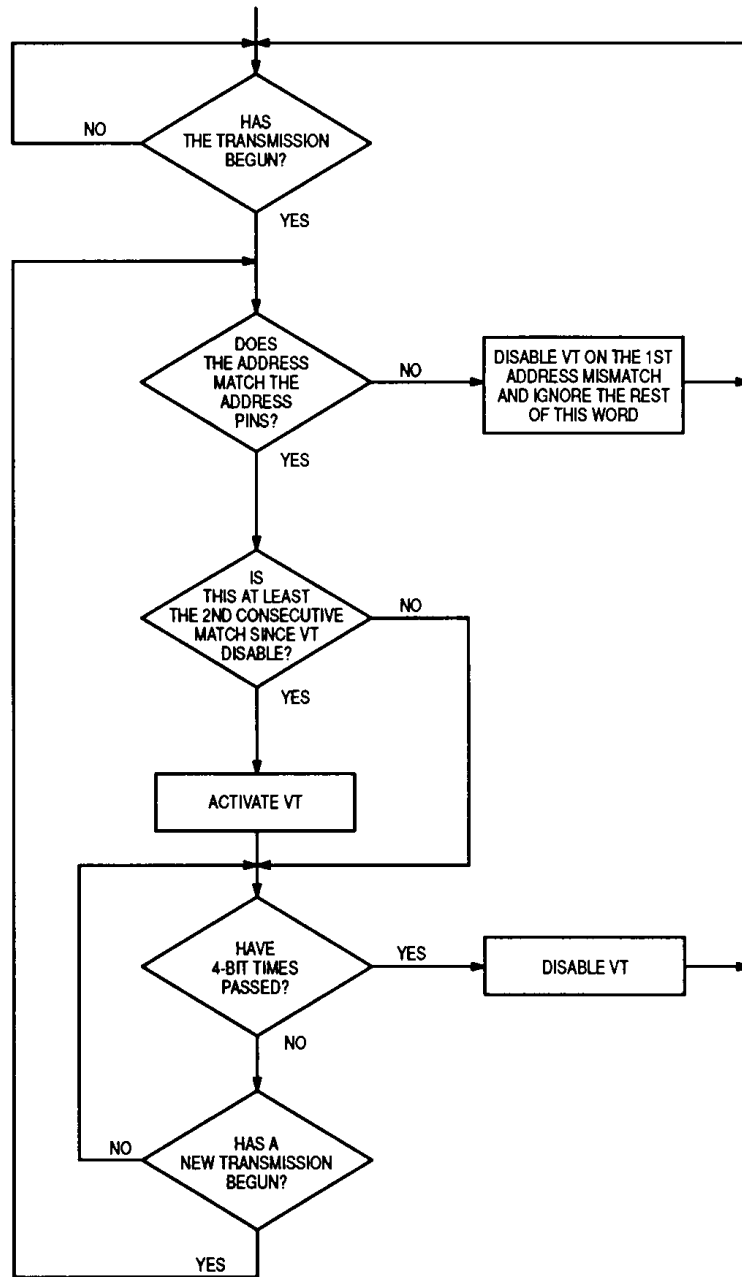 HAS
THE TRANSMISSION
BEGUN?
NO
YES
DOES
THE ADDRESS
MATCH THE
ADDRESS
PINS?
NO
DISABLE VT ON THE 1ST
ADDRESS MISMATCH
AND IGNORE THE REST
OF THIS WORD
YES
IS
THIS AT LEAST
THE 2ND CONSECUTIVE
MATCH SINCE VT
DISABLE?
NO
YES
ACTIVATE VT
HAVE
4-BIT TIMES
PASSED?
YES
DISABLE VT
NO
HAS A
NEW TRANSMISSION
BEGUN?
NO
YES